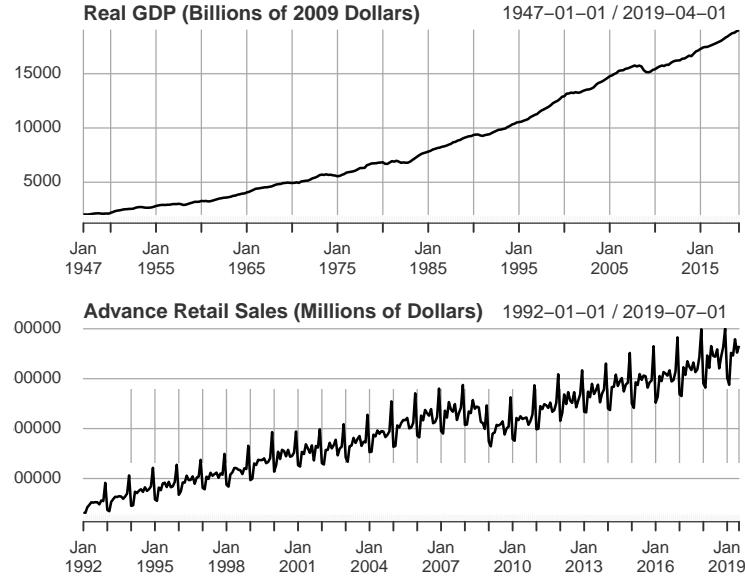 Real GDP (Billions of 2009 Dollars) 1947−01−01 / 2019−04−01
15000
10000
5000
Jan Jan Jan Jan Jan Jan Jan Jan
1947 1955 1965 1975 1985 1995 2005 2015
Advance Retail Sales (Millions of Dollars) 1992−01−01 / 2019−07−01
00000
00000
00000
00000
Jan Jan Jan Jan Jan Jan Jan Jan Jan Jan
1992 1995 1998 2001 2004 2007 2010 2013 2016 2019